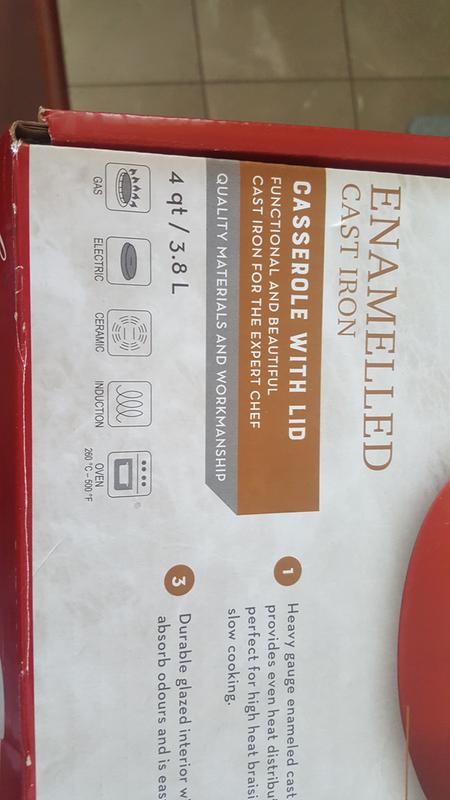 ENAMELLED
CAST IRON
CASSEROLE WITH LID
FUNCTIONAL AND BEAUTIFUL
CAST IRON FOR THE EXPERT CHEF
QUALITY MATERIALS AND WORKMANSHIP
4 qt / 3.8 L
GAS
ELECTRIC
CERAMIC
INDUCTION
OVEN
260 °C – 500 °F
1
Heavy gauge enameled cast
provides even heat distribu
perfect for high heat braisi
slow cooking.
3
Durable glazed interior w
absorb odours and is eas